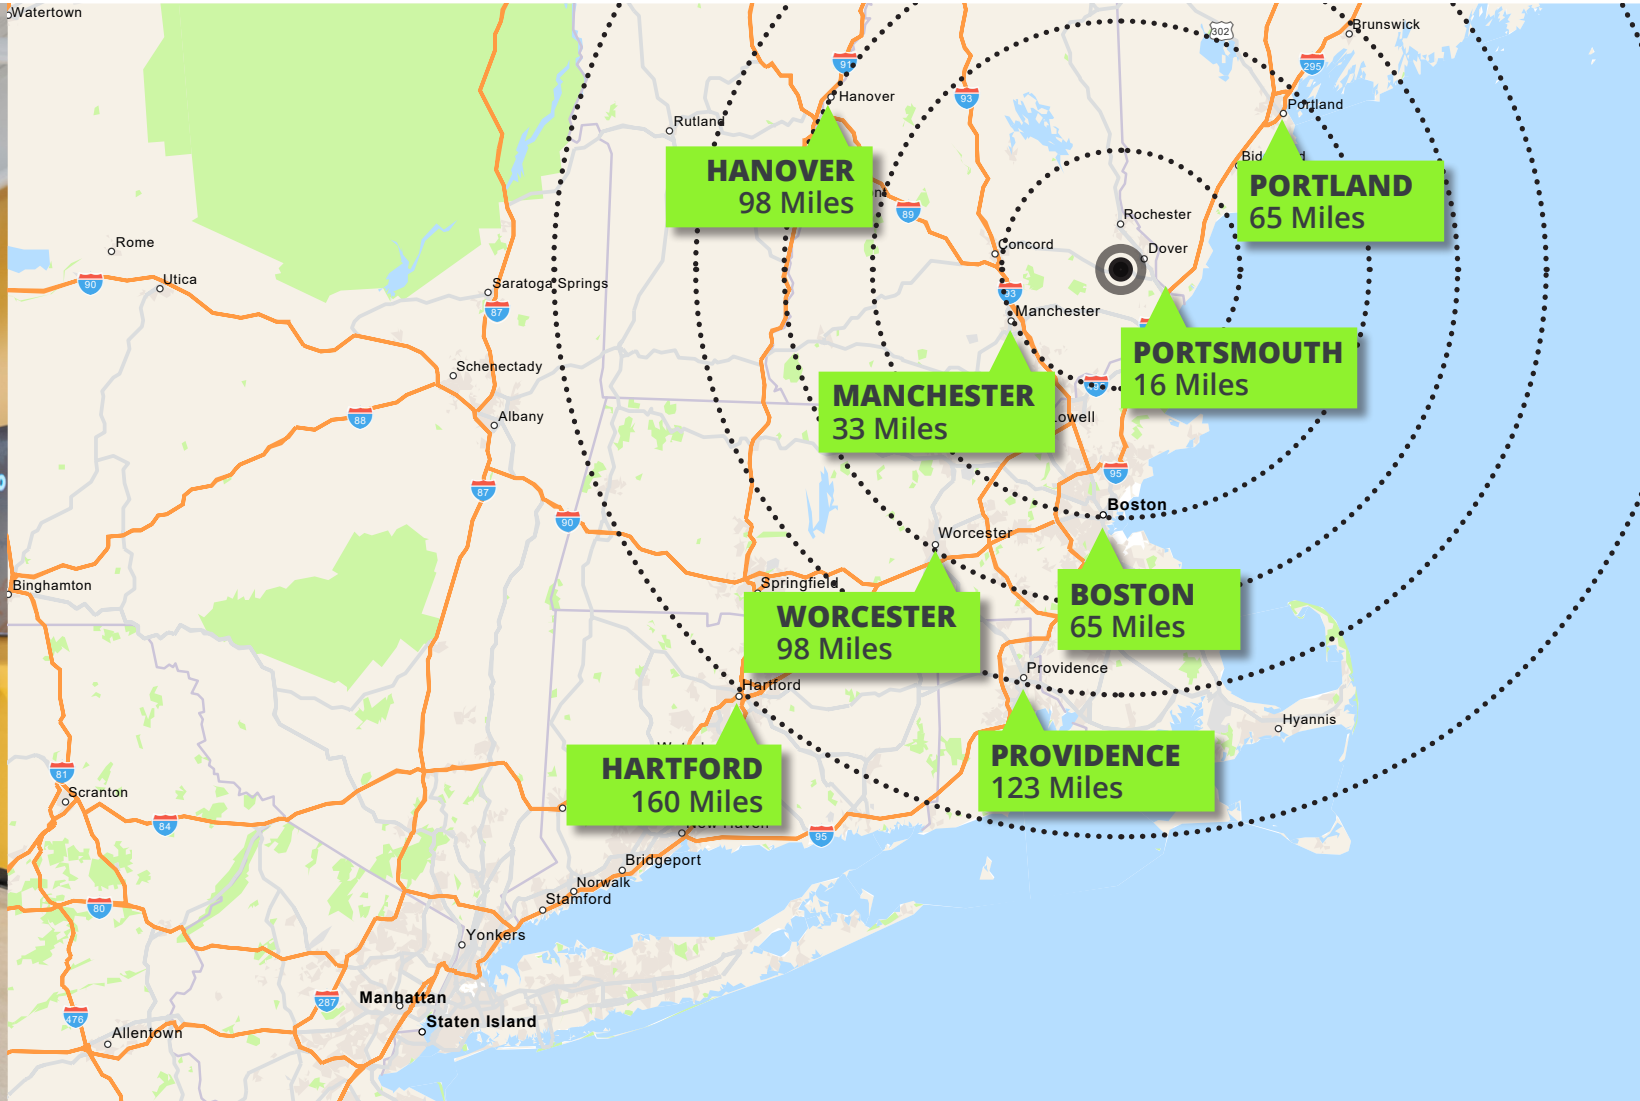 Watertown
Brunswick
302
91
295
93
Hanover
Portland
Rutland
HANOVER
98 Miles
PORTLAND
65 Miles
89
Rochester
Rome
Concord
Dover
90
Utica
Saratoga Springs
93
87
Manchester
PORTSMOUTH
16 Miles
Schenectady
MANCHESTER
33 Miles
88
Albany
95
87
Boston
90
Worcester
Binghamton
Springfield
BOSTON
65 Miles
WORCESTER
98 Miles
Providence
Hartford
Hyannis
PROVIDENCE
123 Miles
HARTFORD
160 Miles
81
Scranton
84
New Haven
95
Bridgeport
Norwalk
Stamford
80
Yonkers
Manhattan
287
476
Staten Island
Allentown